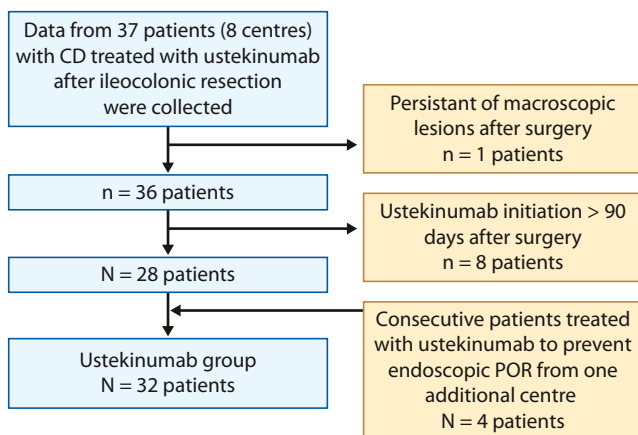 Data from 37 patients (8 centres)
with CD treated with ustekinumab
after ileocolonic resection
were collected
Persistant of macroscopic
lesions after surgery
n = 1 patients
n = 36 patients
Ustekinumab initiation > 90
days after surgery
n = 8 patients
N = 28 patients
Consecutive patients treated
with ustekinumab to prevent
endoscopic POR from one
additional centre
N = 4 patients
Ustekinumab group
N = 32 patients